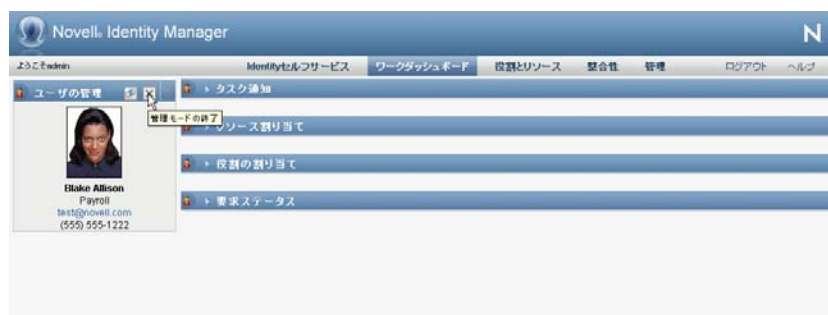 Novell® Identity Manager
N
ようこそadmin
Identityセルフサービス ワークダッシュボード 役割とリソース 整合性 管理 ログアウト ヘルプ
ユーザの管理
タスク通知
管理モードの終了
リソース割り当て
役割の割り当て
Blake Allison
Payroll
要求ステータス
test@novell.com
(555) 555-1222